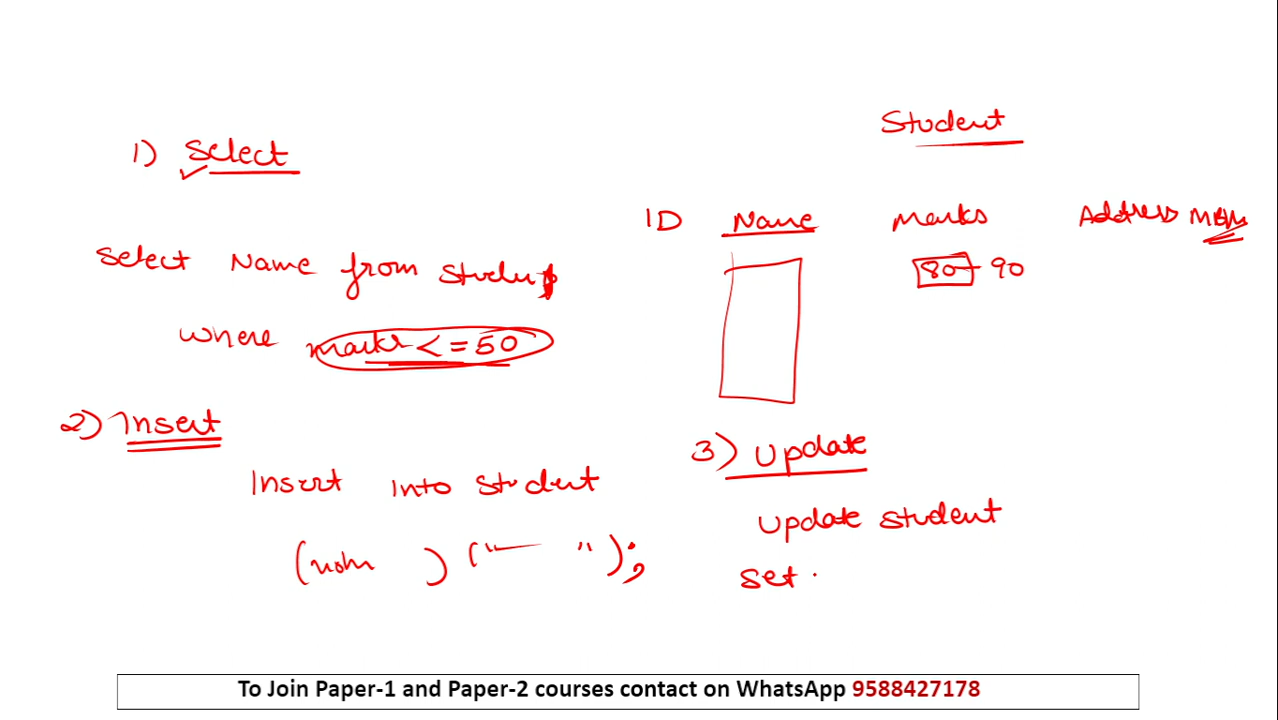 Student
1) Select
ID Name Marks Address
80 - 90
Select Name from Student
where marks <= 50
2) Insert
Insert into Student
( ) (" ");
3) Update
Update Student
Set
To Join Paper-1 and Paper-2 courses contact on WhatsApp 9588427178